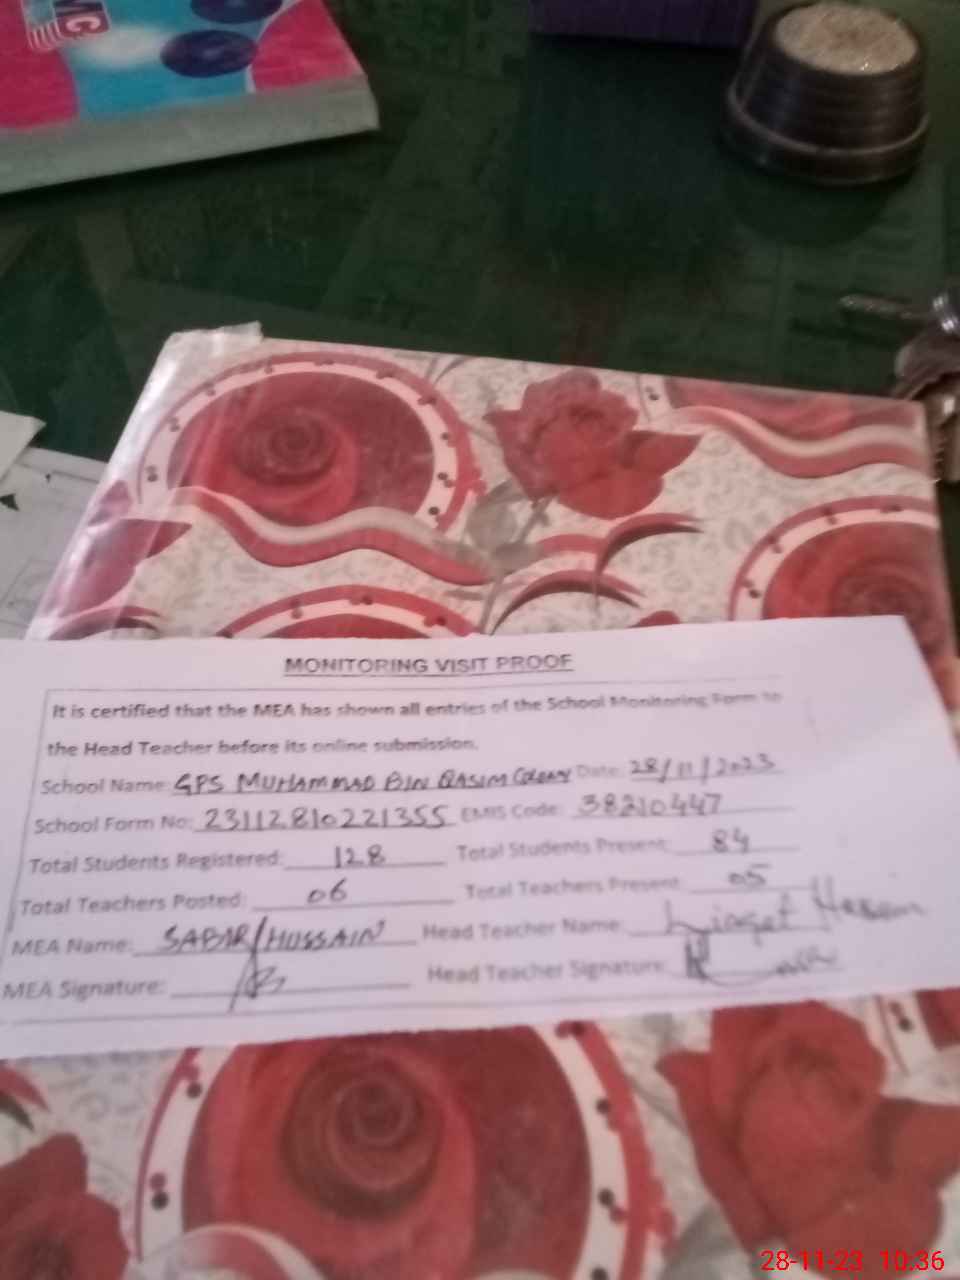 MC
MONITORING VISIT PROOF
It is certified that the MEA has shown all entries of the School Monitoring Form to
the Head Teacher before its online submission.
School Name: GPS MUHAMMAD BIN QASIM Colony Date: 28/11/2023
School Form No: 23112810221355 EMIS Code: 38210447
Total Students Registered: 128 Total Students Present: 84
Total Teachers Posted: 06 Total Teachers Present: 05
MEA Name: SABAR HUSSAIN Head Teacher Name: Liaqat Hassan
MEA Signature: Head Teacher Signature:
28-11-23 10:36